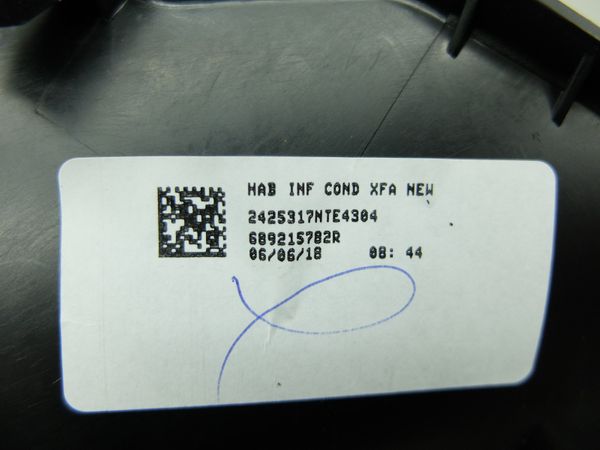 HAB INF COND XFA NEW
2425317NTE4304
689215782R
06/06/18 08: 44